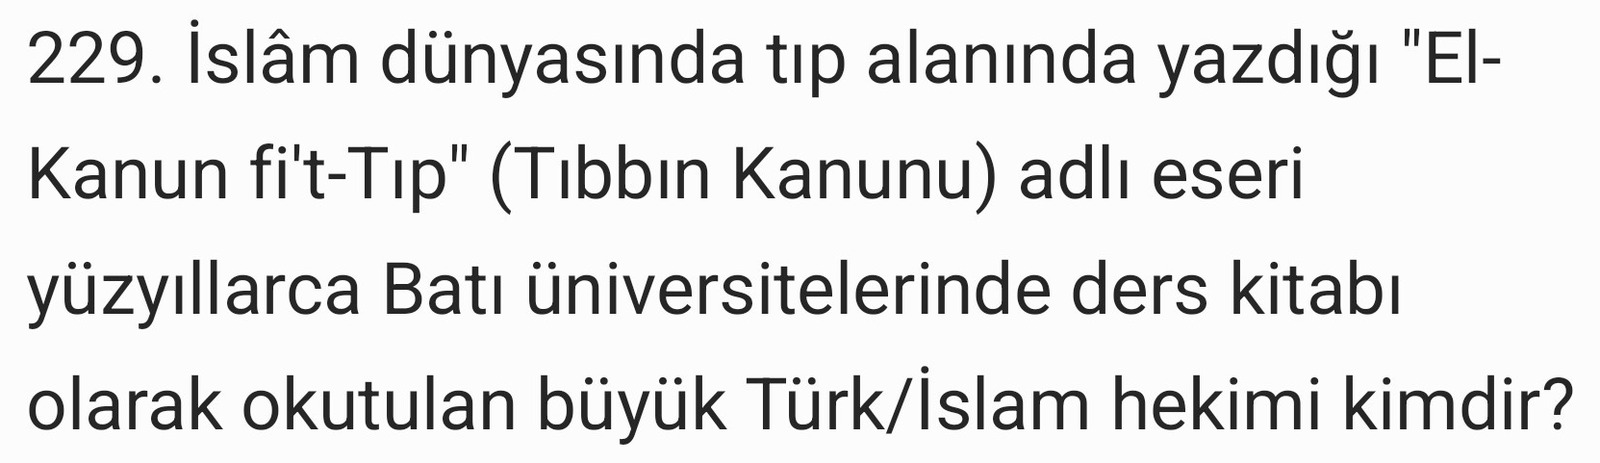 229. İslâm dünyasında tıp alanında yazdığı "El-
Kanun fi't-Tıp" (Tıbbın Kanunu) adlı eseri
yüzyıllarca Batı üniversitelerinde ders kitabı
olarak okutulan büyük Türk/İslam hekimi kimdir?